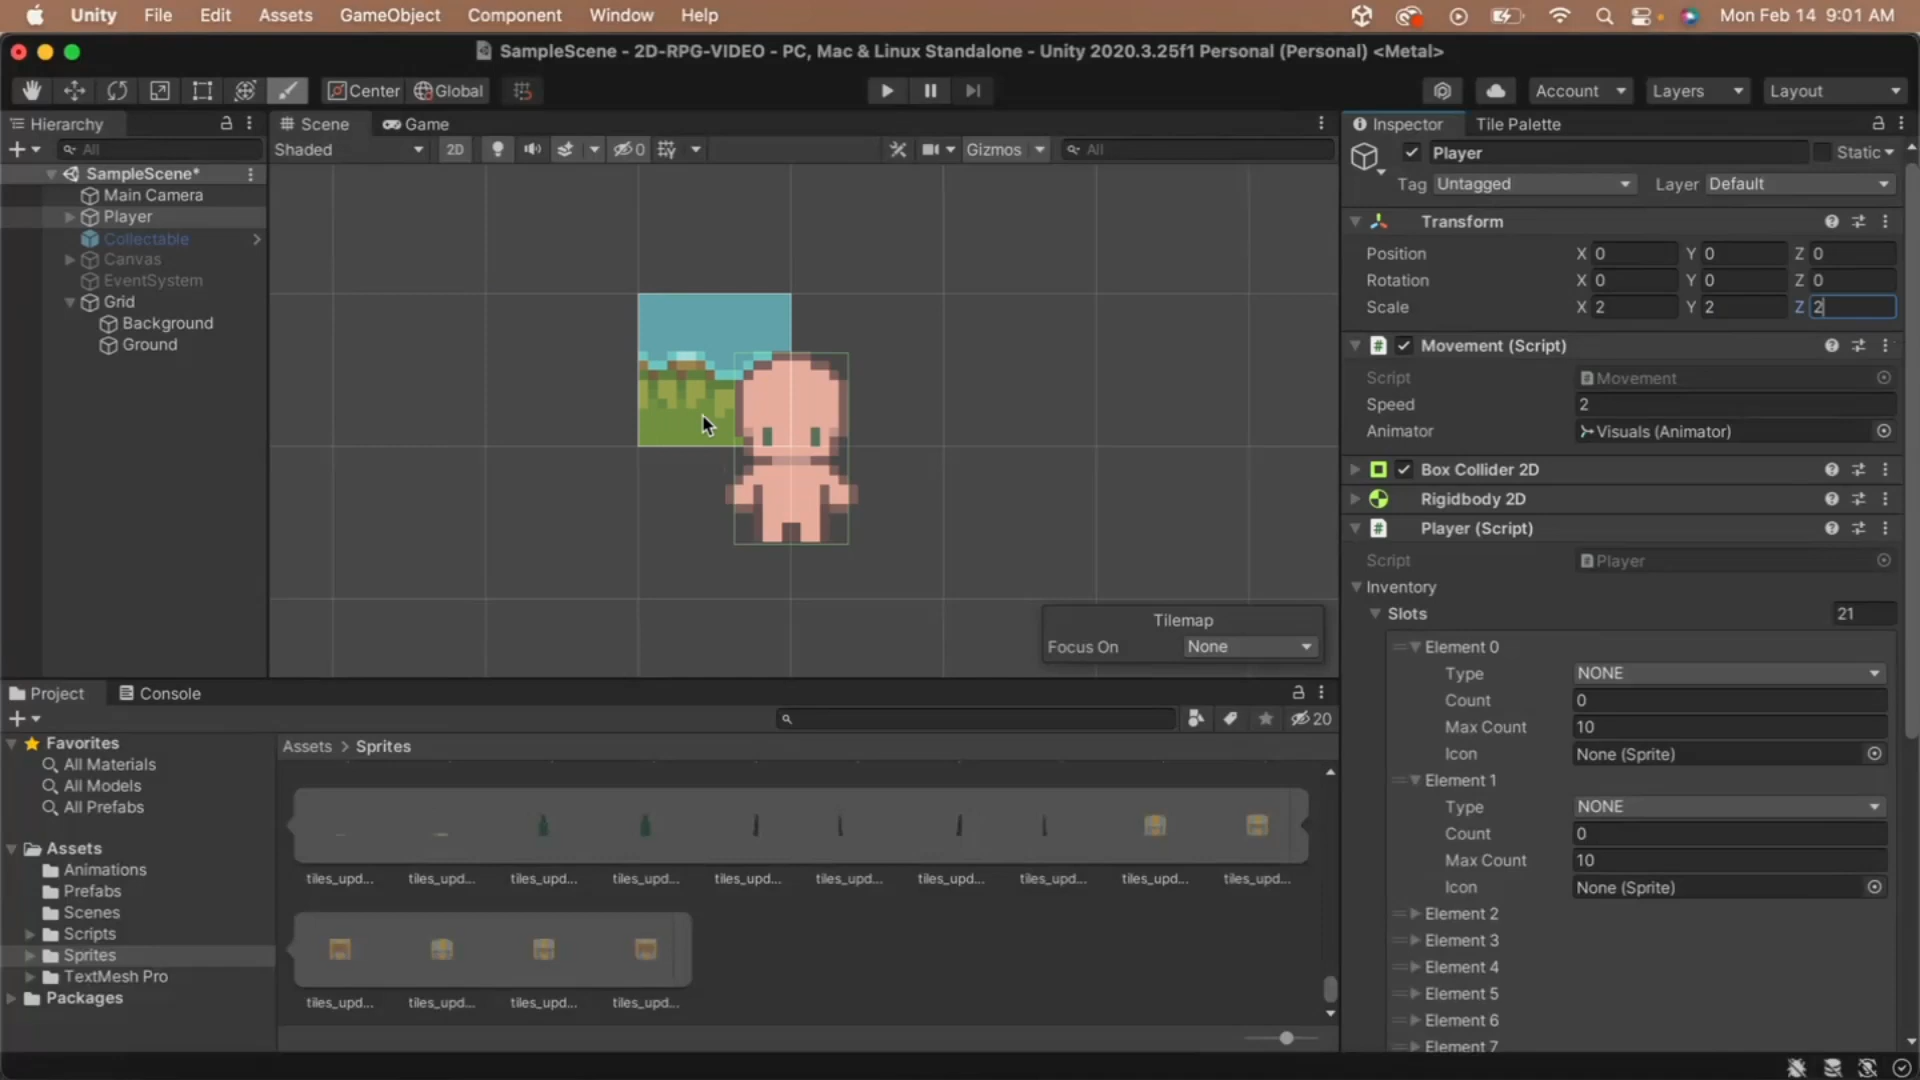 Unity File Edit Assets GameObject Component Window Help Mon Feb 14 9:01 AM
SampleScene - 2D-RPG-VIDEO - PC, Mac & Linux Standalone - Unity 2020.3.25f1 Personal (Personal) <Metal>
Center Global Account Layers Layout
Hierarchy
All
SampleScene*
Main Camera
Player
Collectable
Canvas
EventSystem
Grid
Background
Ground
Scene Game
Shaded 2D 0 Gizmos All
Tilemap
Focus On None
Inspector Tile Palette
Player Static
Tag Untagged Layer Default
Transform
Position X 0 Y 0 Z 0
Rotation X 0 Y 0 Z 0
Scale X 2 Y 2 Z 2
Movement (Script)
Script Movement
Speed 2
Animator Visuals (Animator)
Box Collider 2D
Rigidbody 2D
Player (Script)
Script Player
Inventory
Slots 21
Element 0
Type NONE
Count 0
Max Count 10
Icon None (Sprite)
Element 1
Type NONE
Count 0
Max Count 10
Icon None (Sprite)
Element 2
Element 3
Element 4
Element 5
Element 6
Element 7
Project Console
20
Favorites
All Materials
All Models
All Prefabs
Assets
Animations
Prefabs
Scenes
Scripts
Sprites
TextMesh Pro
Packages
Assets > Sprites
tiles_upd... tiles_upd... tiles_upd... tiles_upd... tiles_upd... tiles_upd... tiles_upd... tiles_upd... tiles_upd... tiles_upd...
tiles_upd... tiles_upd... tiles_upd... tiles_upd...